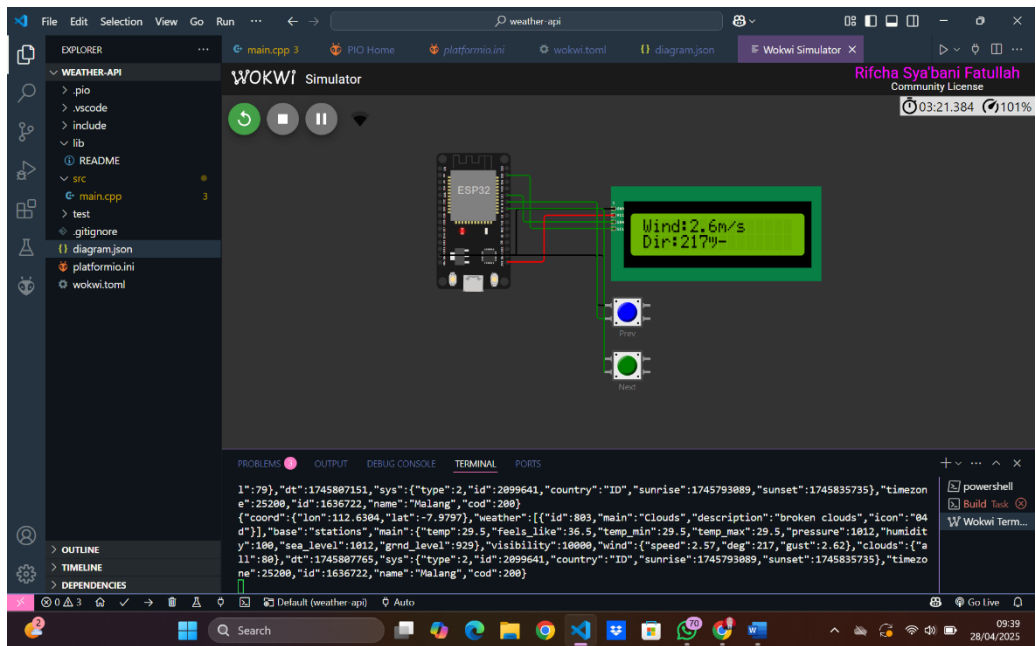 File Edit Selection View Go Run ··· weather-api
EXPLORER ···
main.cpp 3 PIO Home platformio.ini wokwi.toml {} diagram.json Wokwi Simulator ×
WEATHER-API
.pio
.vscode
include
lib
README
src
main.cpp 3
test
.gitignore
{} diagram.json
platformio.ini
wokwi.toml
OUTLINE
TIMELINE
DEPENDENCIES
WOKWI Simulator
Rifcha Sya'bani Fatullah
Community License
03:21.384 101%
ESP32
Wind:2.6m/s
Dir:217
Prev
Next
PROBLEMS 3 OUTPUT DEBUG CONSOLE TERMINAL PORTS
l":79},"dt":1745807151,"sys":{"type":2,"id":2099641,"country":"ID","sunrise":1745793089,"sunset":1745835735},"timezon
e":25200,"id":1636722,"name":"Malang","cod":200}
{"coord":{"lon":112.6304,"lat":-7.9797},"weather":[{"id":803,"main":"Clouds","description":"broken clouds","icon":"04
d"}],"base":"stations","main":{"temp":29.5,"feels_like":36.5,"temp_min":29.5,"temp_max":29.5,"pressure":1012,"humidit
y":100,"sea_level":1012,"grnd_level":929},"visibility":10000,"wind":{"speed":2.57,"deg":217,"gust":2.62},"clouds":{"a
ll":80},"dt":1745807765,"sys":{"type":2,"id":2099641,"country":"ID","sunrise":1745793089,"sunset":1745835735},"timezo
ne":25200,"id":1636722,"name":"Malang","cod":200}
powershell
Build Task
Wokwi Term...
0 3 Default (weather-api) Auto Go Live
2 Search 70 09:39
28/04/2025